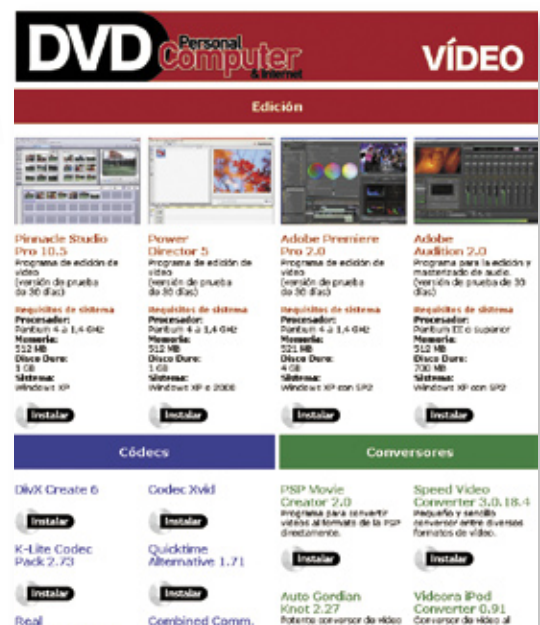 DVD Personal
Computer
& Internet
VÍDEO
Edición
Pinnacle Studio
Pro 10.5
Programa de edición de
vídeo
(versión de prueba
de 30 días)
Requisitos de sistema
Procesador:
Pentium 4 a 1,4 GHz
Memoria:
512 MB
Disco Duro:
1 GB
Sistema:
Windows XP
Instalar
Power
Director 5
Programa de edición de
vídeo
(versión de prueba
de 30 días)
Requisitos de sistema
Procesador:
Pentium 4 a 1,4 GHz
Memoria:
512 MB
Disco Duro:
1 GB
Sistema:
Windows XP o 2000
Instalar
Adobe Premiere
Pro 2.0
Programa de edición de
vídeo
(versión de prueba
de 30 días)
Requisitos de sistema
Procesador:
Pentium 4 a 1,4 GHz
Memoria:
521 MB
Disco Duro:
4 GB
Sistema:
Windows XP con SP2
Instalar
Adobe
Audition 2.0
Programa para la edición y
masterizado de audio.
(versión de prueba de 30
días)
Requisitos de sistema
Procesador:
Pentium III o superior
Memoria:
512 MB
Disco Duro:
700 MB
Sistema:
Windows XP con SP2
Instalar
Códecs
DivX Create 6
Instalar
Codec Xvid
Instalar
K-Lite Codec
Pack 2.73
Instalar
Quicktime
Alternative 1.71
Instalar
Real
Combined Comm.
Conversores
PSP Movie
Creator 2.0
Programa para convertir
vídeos al formato de la PSP
directamente.
Instalar
Speed Video
Converter 3.0.18.4
Pequeño y sencillo
conversor entre diversos
formatos de vídeo.
Instalar
Auto Gordian
Knot 2.27
Potente conversor de vídeo
Videora iPod
Converter 0.91
Conversor de vídeo al